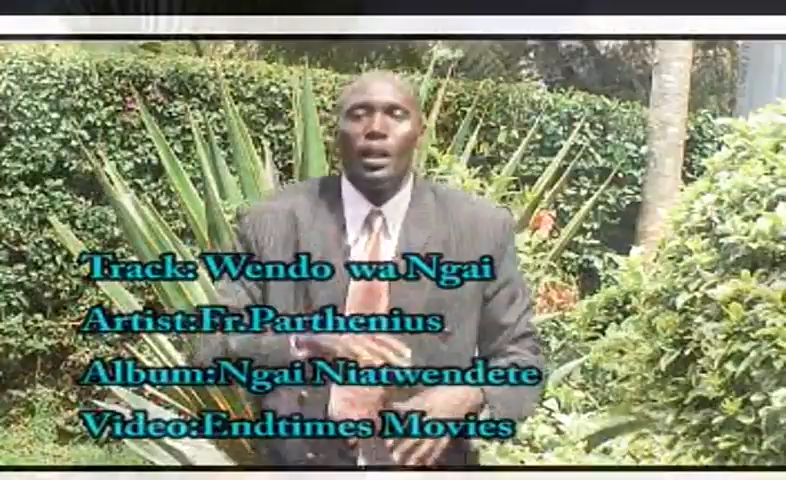 Track: Wendo wa Ngai
Artist:Fr.Parthenius
Album:Ngai Niatwendete
Video:Endtimes Movies